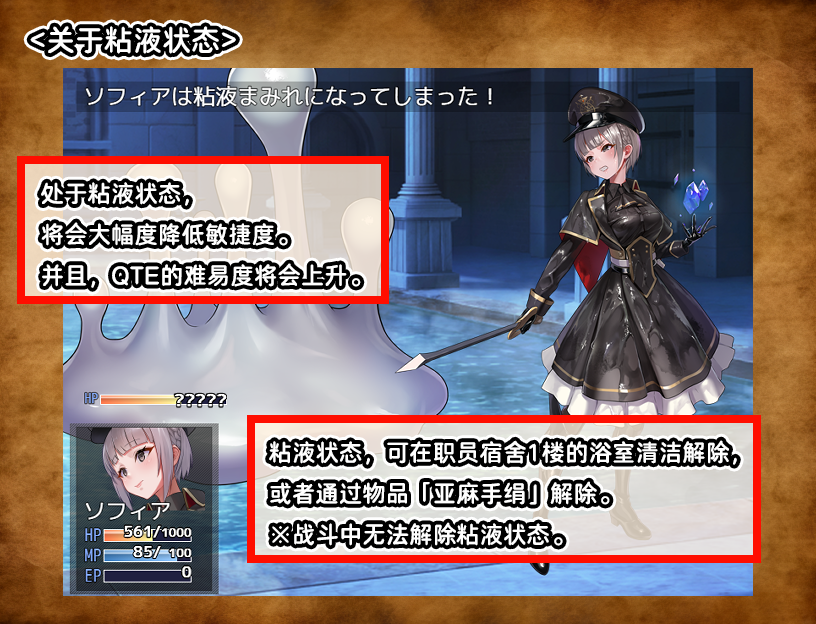 <关于粘液状态>
ソフィアは粘液まみれになってしまった！
处于粘液状态，
将会大幅度降低敏捷度。
并且，QTE的难易度将会上升。
HP ?????
粘液状态，可在职员宿舍1楼的浴室清洁解除，
或者通过物品「亚麻手绢」解除。
※战斗中无法解除粘液状态。
ソフィア
HP 561/1000
MP 85/ 100
EP 0